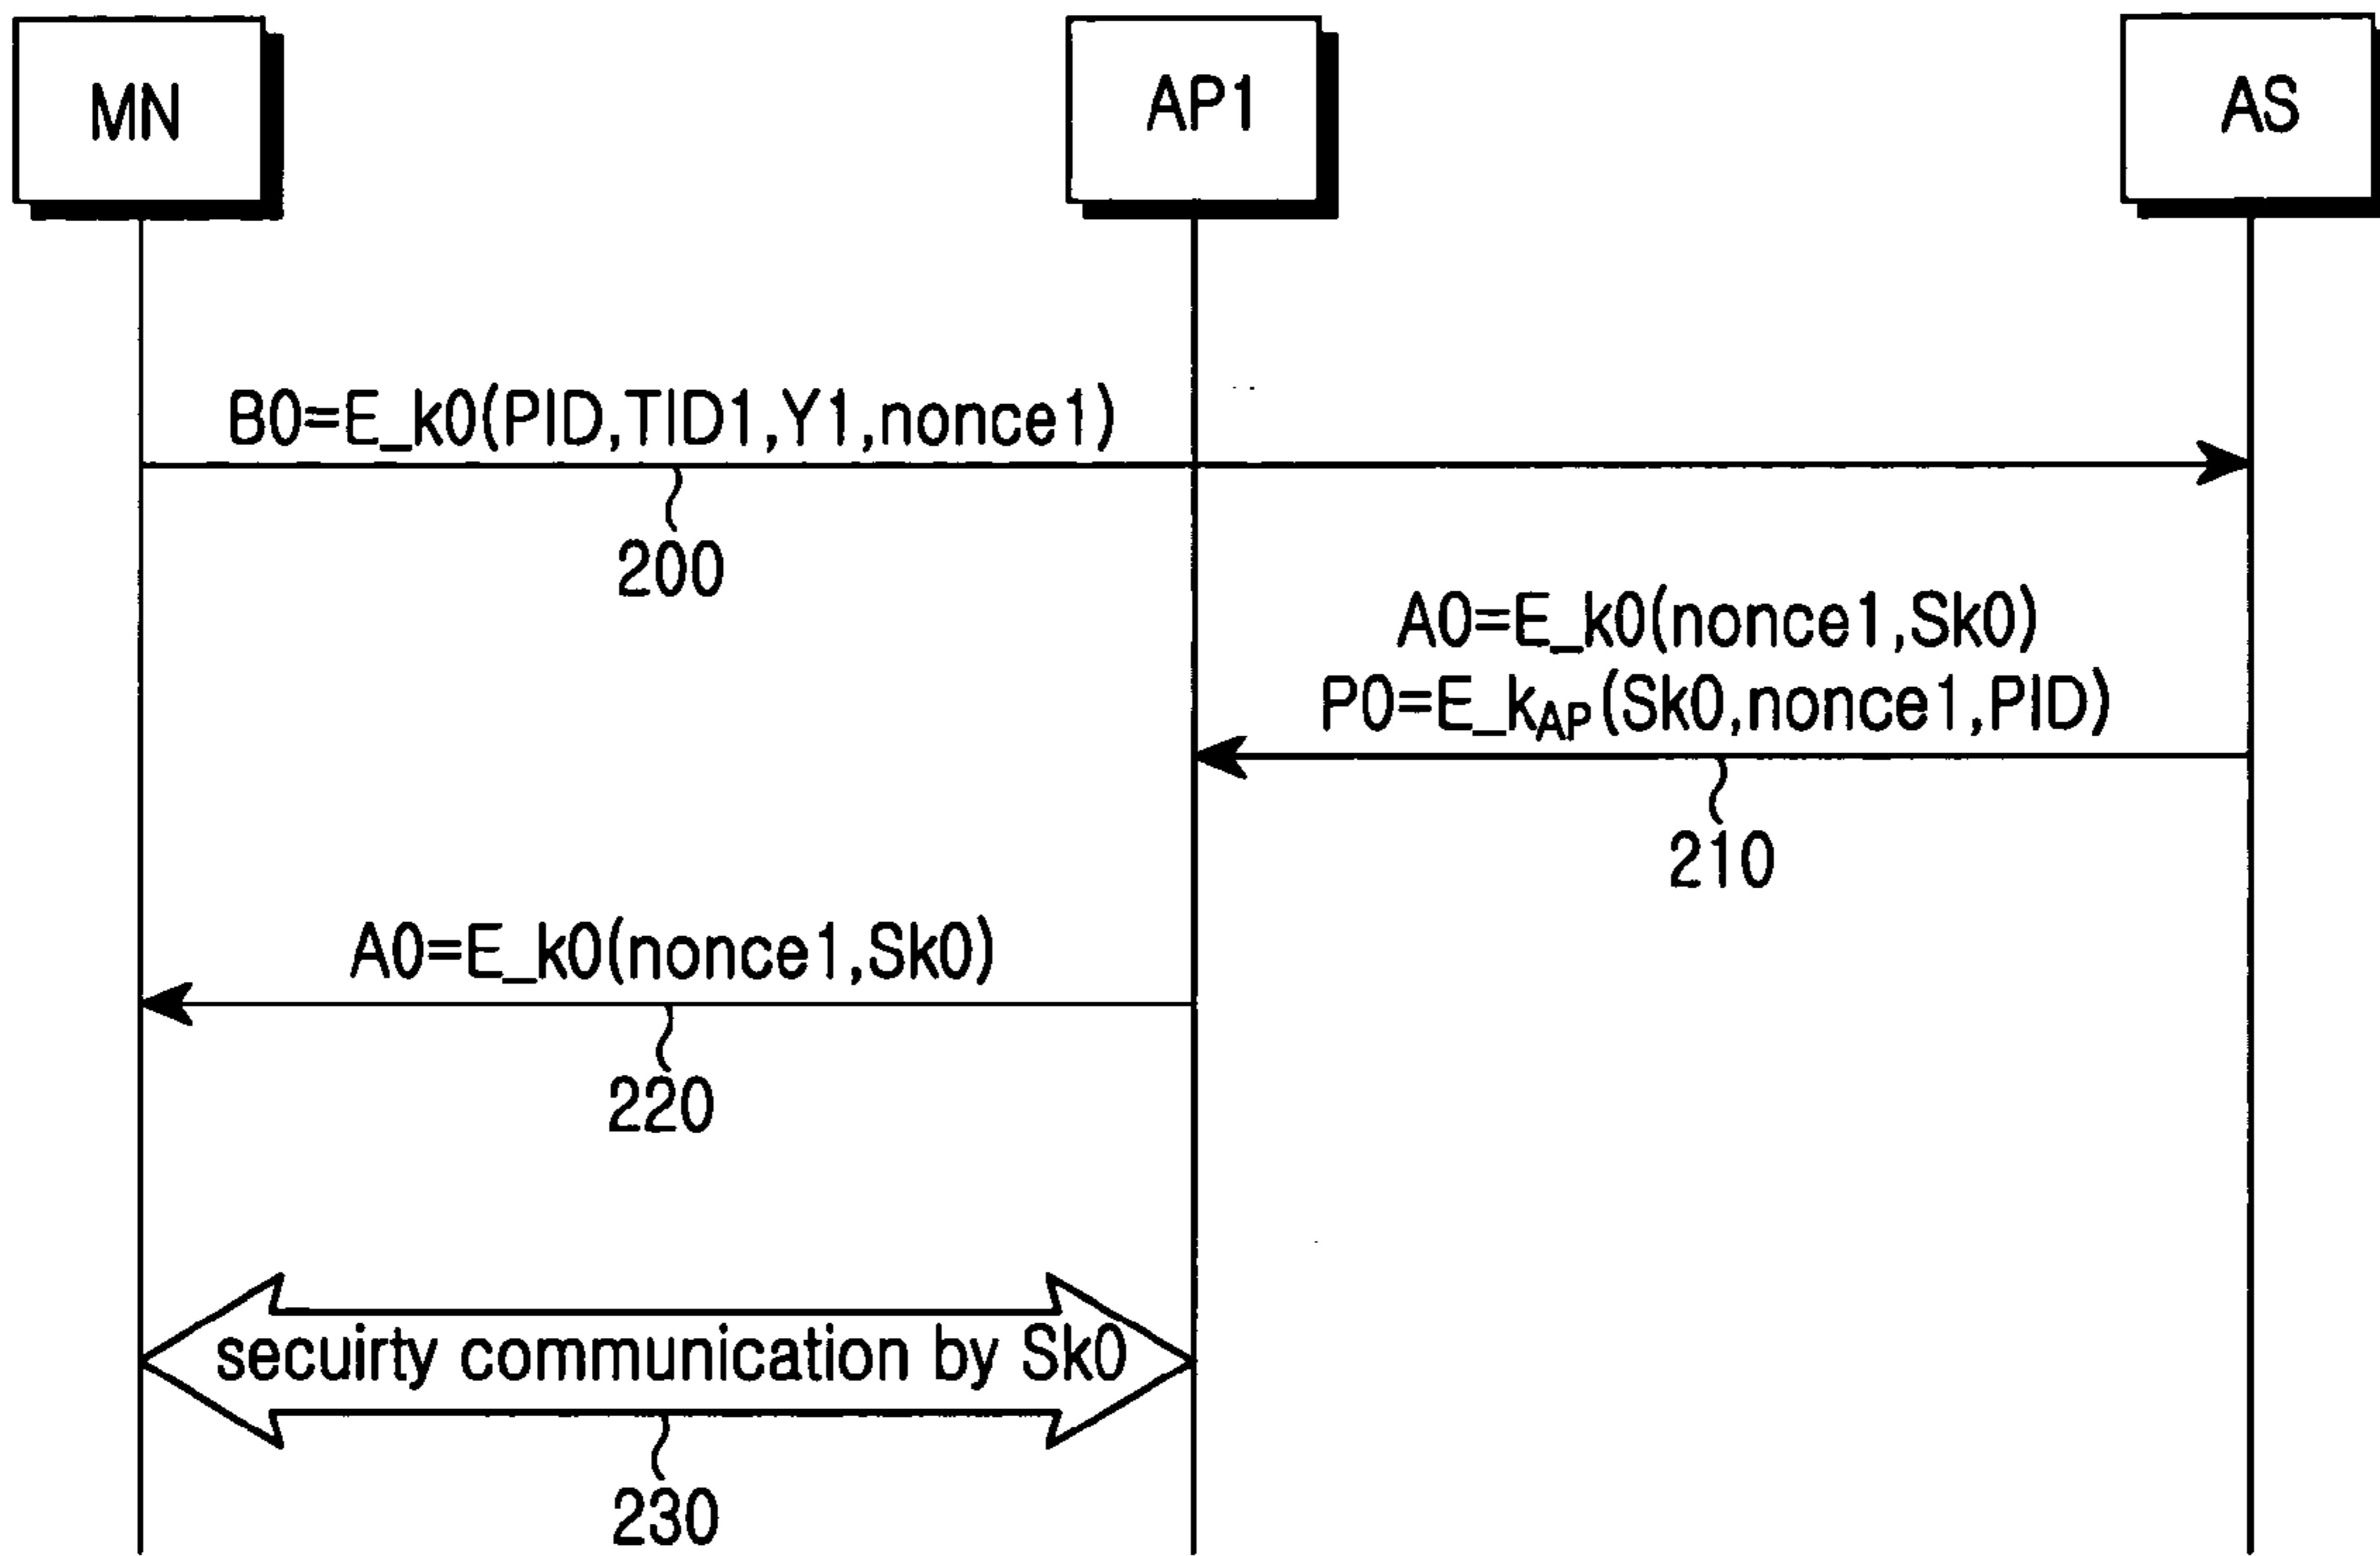 MN
AP1
AS
B0=E_k0(PID,TID1,Y1,nonce1)
200
A0=E_k0(nonce1,Sk0)
P0=E_kAP(Sk0,nonce1,PID)
210
A0=E_k0(nonce1,Sk0)
220
secuirty communication by Sk0
230